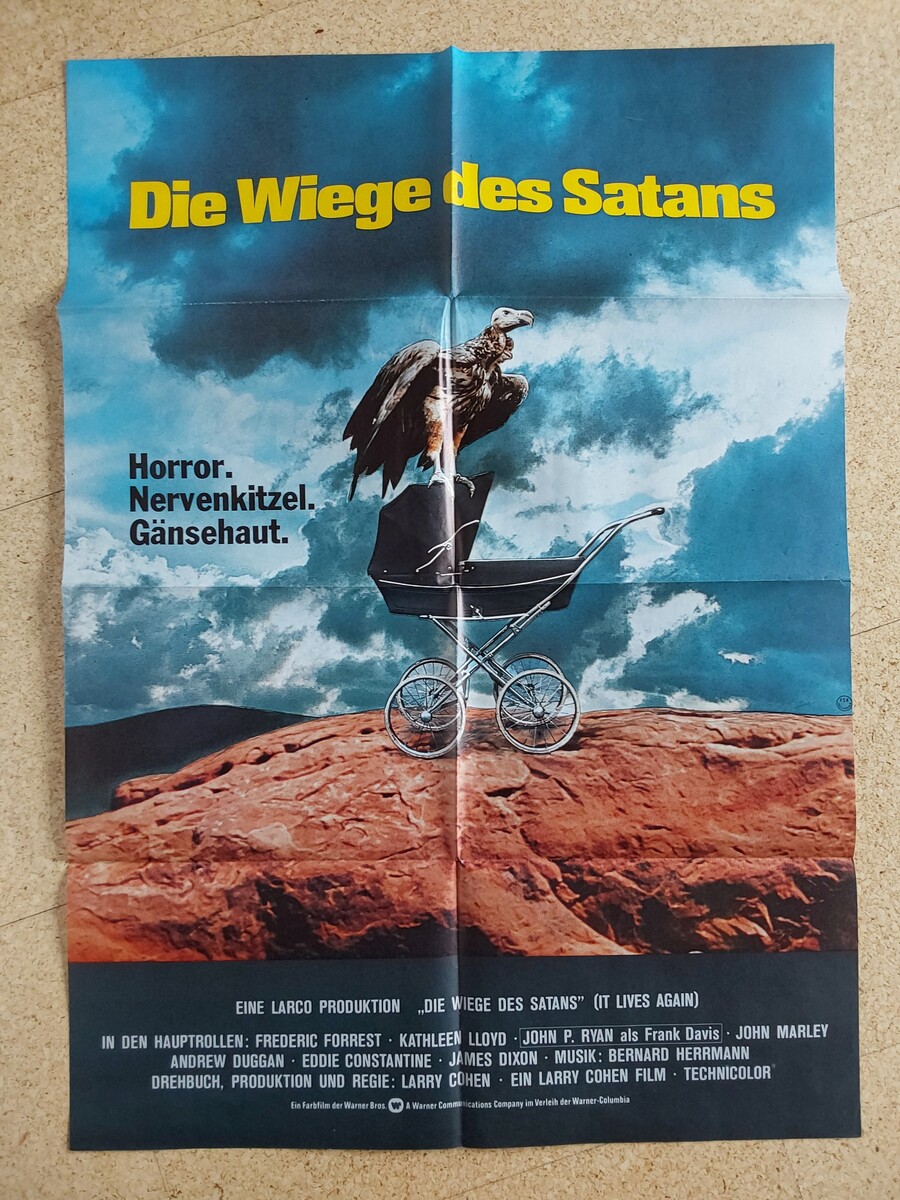 Die Wiege des Satans
Horror.
Nervenkitzel.
Gänsehaut.
EINE LARCO PRODUKTION „DIE WIEGE DES SATANS” (IT LIVES AGAIN)
IN DEN HAUPTROLLEN: FREDERIC FORREST · KATHLEEN LLOYD · JOHN P. RYAN als Frank Davis · JOHN MARLEY
ANDREW DUGGAN · EDDIE CONSTANTINE · JAMES DIXON · MUSIK: BERNARD HERRMANN
DREHBUCH, PRODUKTION UND REGIE: LARRY COHEN · EIN LARRY COHEN FILM · TECHNICOLOR
Ein Farbfilm der Warner Bros. A Warner Communications Company im Verleih der Warner-Columbia